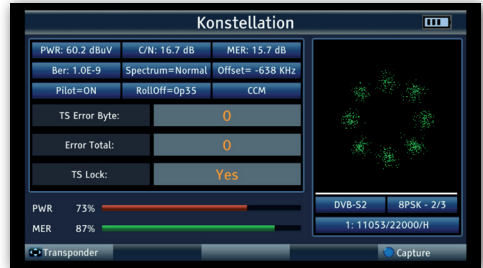 Konstellation
PWR: 60.2 dBuV C/N: 16.7 dB MER: 15.7 dB
Ber: 1.0E-9 Spectrum=Normal Offset= -638 KHz
Pilot=ON RollOff=0p35 CCM
TS Error Byte: 0
Error Total: 0
TS Lock: Yes
PWR 73%
MER 87%
DVB-S2 8PSK - 2/3
1: 11053/22000/H
Transponder Capture